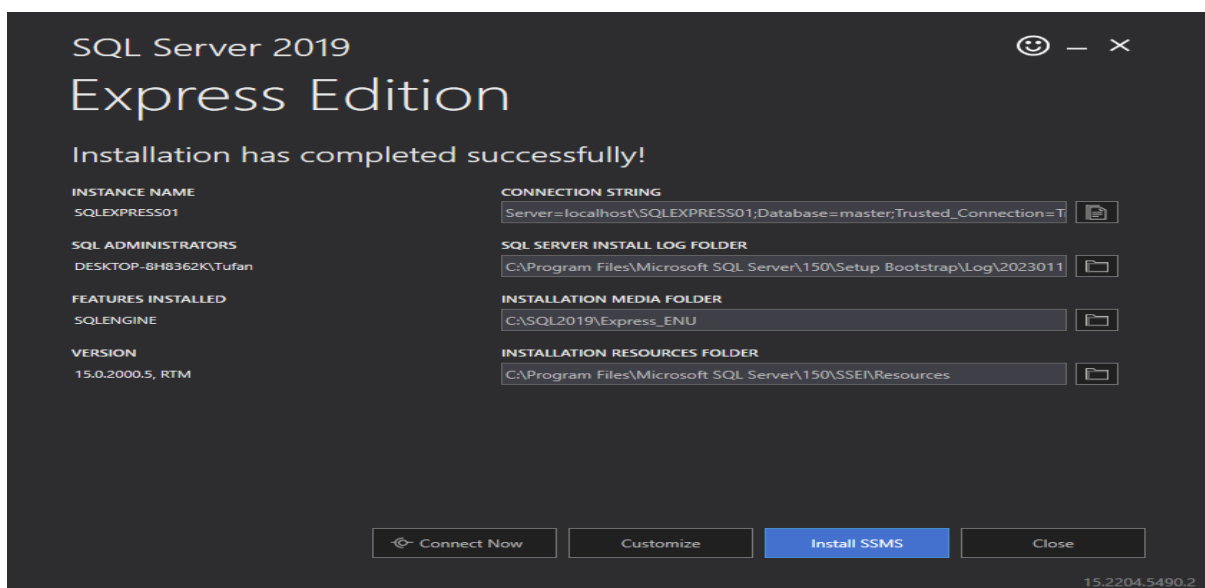 SQL Server 2019
Express Edition
Installation has completed successfully!
INSTANCE NAME
SQLEXPRESS01
CONNECTION STRING
Server=localhost\SQLEXPRESS01;Database=master;Trusted_Connection=T
SQL ADMINISTRATORS
DESKTOP-8H8362K\Tufan
SQL SERVER INSTALL LOG FOLDER
C:\Program Files\Microsoft SQL Server\150\Setup Bootstrap\Log\2023011
FEATURES INSTALLED
SQLENGINE
INSTALLATION MEDIA FOLDER
C:\SQL2019\Express_ENU
VERSION
15.0.2000.5, RTM
INSTALLATION RESOURCES FOLDER
C:\Program Files\Microsoft SQL Server\150\SSEI\Resources
Connect Now
Customize
Install SSMS
Close
15.2204.5490.2